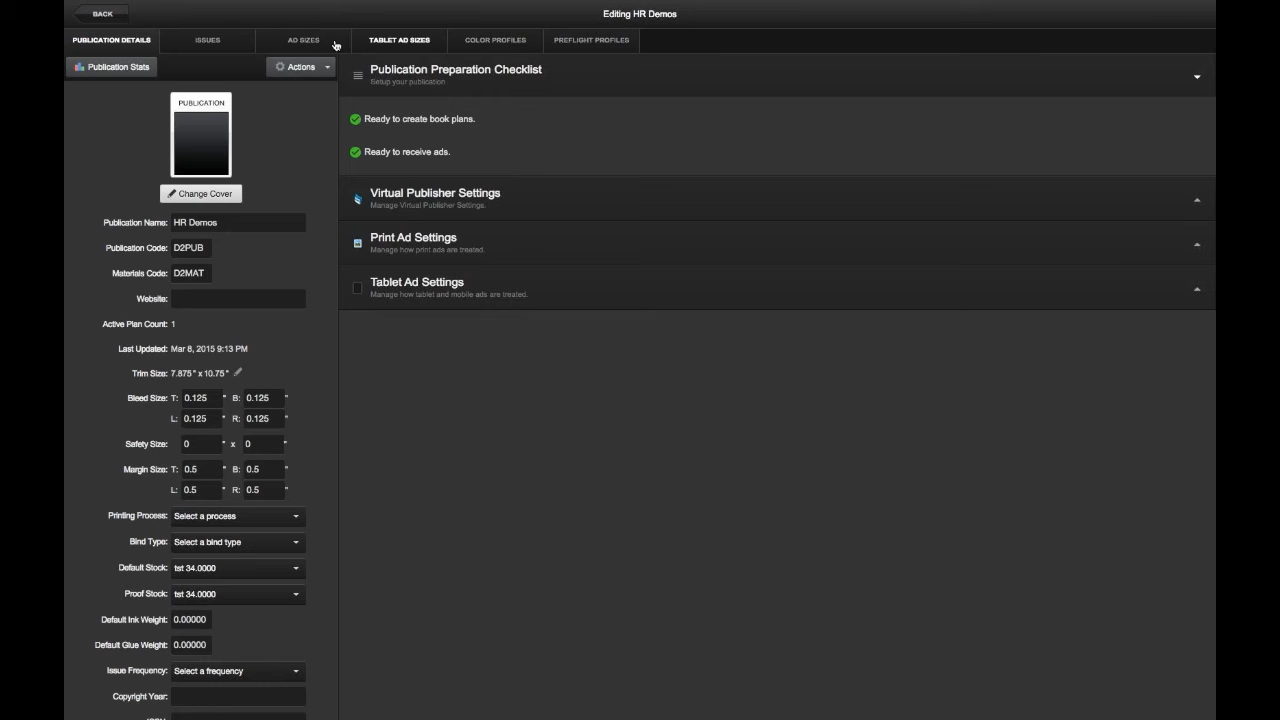 BACK
Editing HR Demos
PUBLICATION DETAILS
ISSUES
AD SIZES
TABLET AD SIZES
COLOR PROFILES
PREFLIGHT PROFILES
Publication Stats
Actions
PUBLICATION
Change Cover
Publication Name: HR Demos
Publication Code: D2PUB
Materials Code: D2MAT
Website:
Active Plan Count: 1
Last Updated: Mar 8, 2015 9:13 PM
Trim Size: 7.875" x 10.75"
Bleed Size: T: 0.125 " B: 0.125 "
L: 0.125 " R: 0.125 "
Safety Size: 0 " x 0 "
Margin Size: T: 0.5 " B: 0.5 "
L: 0.5 " R: 0.5 "
Printing Process: Select a process
Bind Type: Select a bind type
Default Stock: tst 34.0000
Proof Stock: tst 34.0000
Default Ink Weight: 0.00000
Default Glue Weight: 0.00000
Issue Frequency: Select a frequency
Copyright Year:
Publication Preparation Checklist
Setup your publication
Ready to create book plans.
Ready to receive ads.
Virtual Publisher Settings
Manage Virtual Publisher Settings.
Print Ad Settings
Manage how print ads are treated.
Tablet Ad Settings
Manage how tablet and mobile ads are treated.